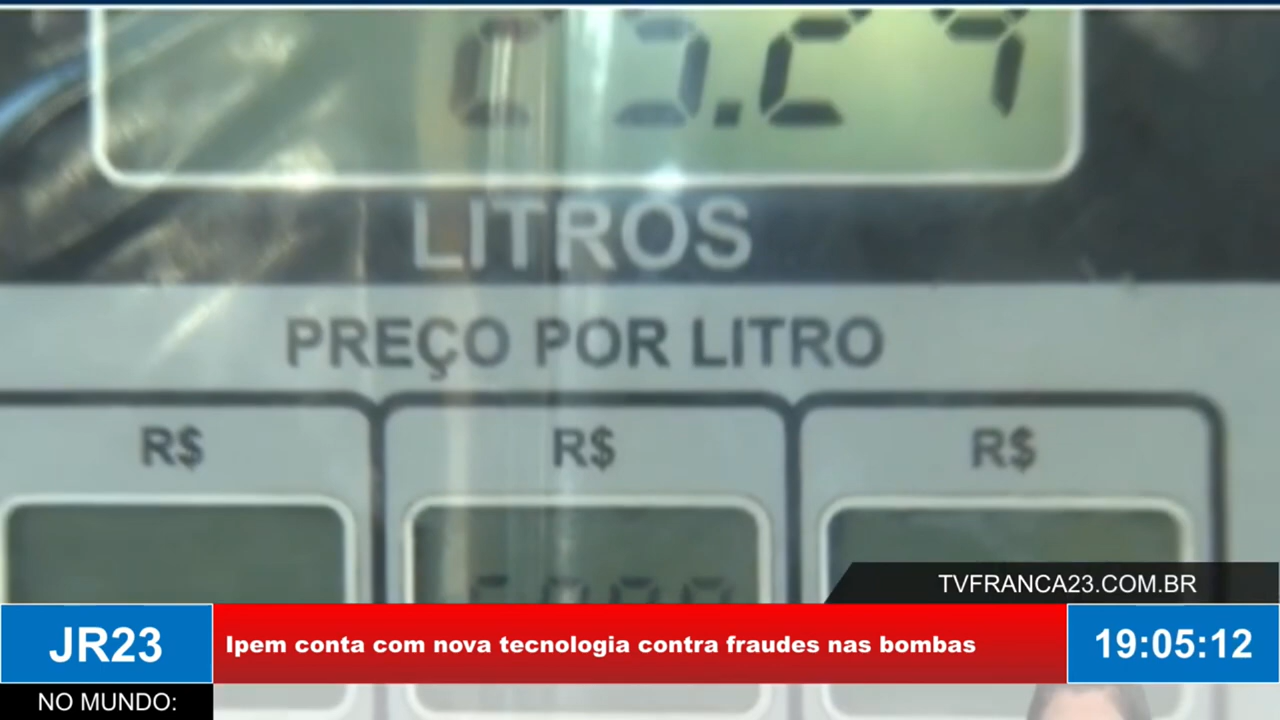 LITROS
PREÇO POR LITRO
R$ R$ R$
TVFRANCA23.COM.BR
JR23 Ipem conta com nova tecnologia contra fraudes nas bombas 19:05:12
NO MUNDO: